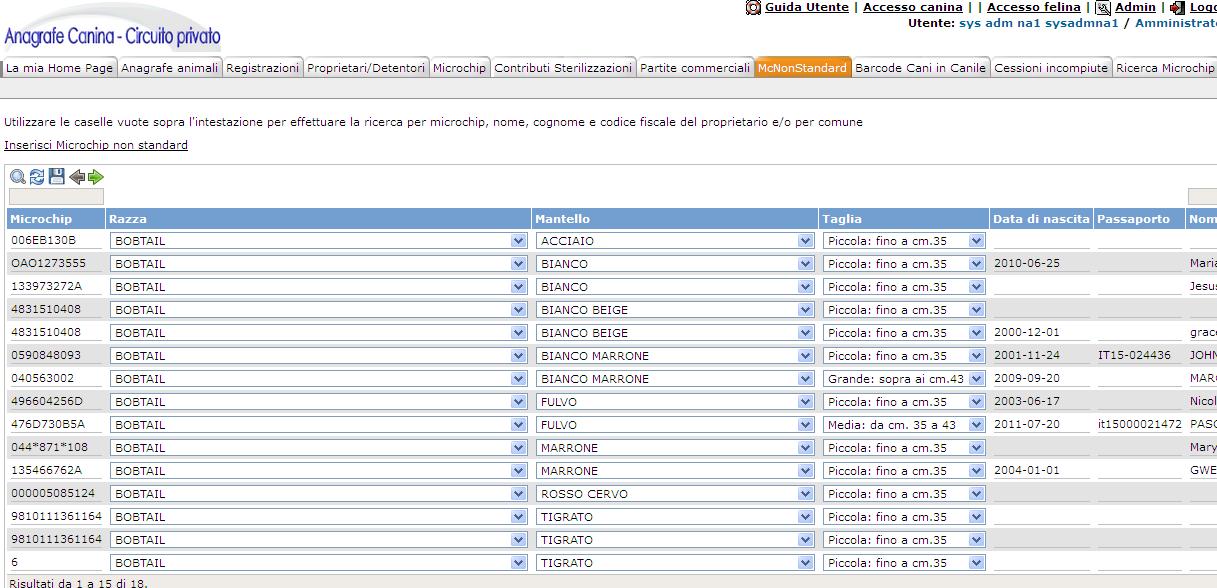 Guida Utente | Accesso canina | | Accesso felina | Admin |
Utente: sys adm na1 sysadmna1 /
Anagrafe Canina - Circuito privato
La mia Home Page Anagrafe animali Registrazioni Proprietari/Detentori Microchip Contributi Sterilizzazioni Partite commerciali McNonStandard Barcode Cani in Canile Cessioni incompiute Ricerca Microchip
Utilizzare le caselle vuote sopra l'intestazione per effettuare la ricerca per microchip, nome, cognome e codice fiscale del proprietario e/o per comune
Inserisci Microchip non standard
Microchip Razza Mantello Taglia Data di nascita Passaporto Nom
006EB130B BOBTAIL ACCIAIO Piccola: fino a cm.35
OAO1273555 BOBTAIL BIANCO Piccola: fino a cm.35 2010-06-25 Maria
133973272A BOBTAIL BIANCO Piccola: fino a cm.35 Jesus
4831510408 BOBTAIL BIANCO BEIGE Piccola: fino a cm.35
4831510408 BOBTAIL BIANCO BEIGE Piccola: fino a cm.35 2000-12-01 grac
0590848093 BOBTAIL BIANCO MARRONE Piccola: fino a cm.35 2001-11-24 IT15-024436 JOHN
040563002 BOBTAIL BIANCO MARRONE Grande: sopra ai cm.43 2009-09-20 MAR
496604256D BOBTAIL FULVO Piccola: fino a cm.35 2003-06-17 Nicol
476D730B5A BOBTAIL FULVO Media: da cm. 35 a 43 2011-07-20 it15000021472 PASC
044*871*108 BOBTAIL MARRONE Piccola: fino a cm.35 Mary
135466762A BOBTAIL MARRONE Piccola: fino a cm.35 2004-01-01 GWE
000005085124 BOBTAIL ROSSO CERVO Piccola: fino a cm.35
9810111361164 BOBTAIL TIGRATO Piccola: fino a cm.35
9810111361164 BOBTAIL TIGRATO Piccola: fino a cm.35
6 BOBTAIL TIGRATO Piccola: fino a cm.35
Risultati da 1 a 15 di 18.